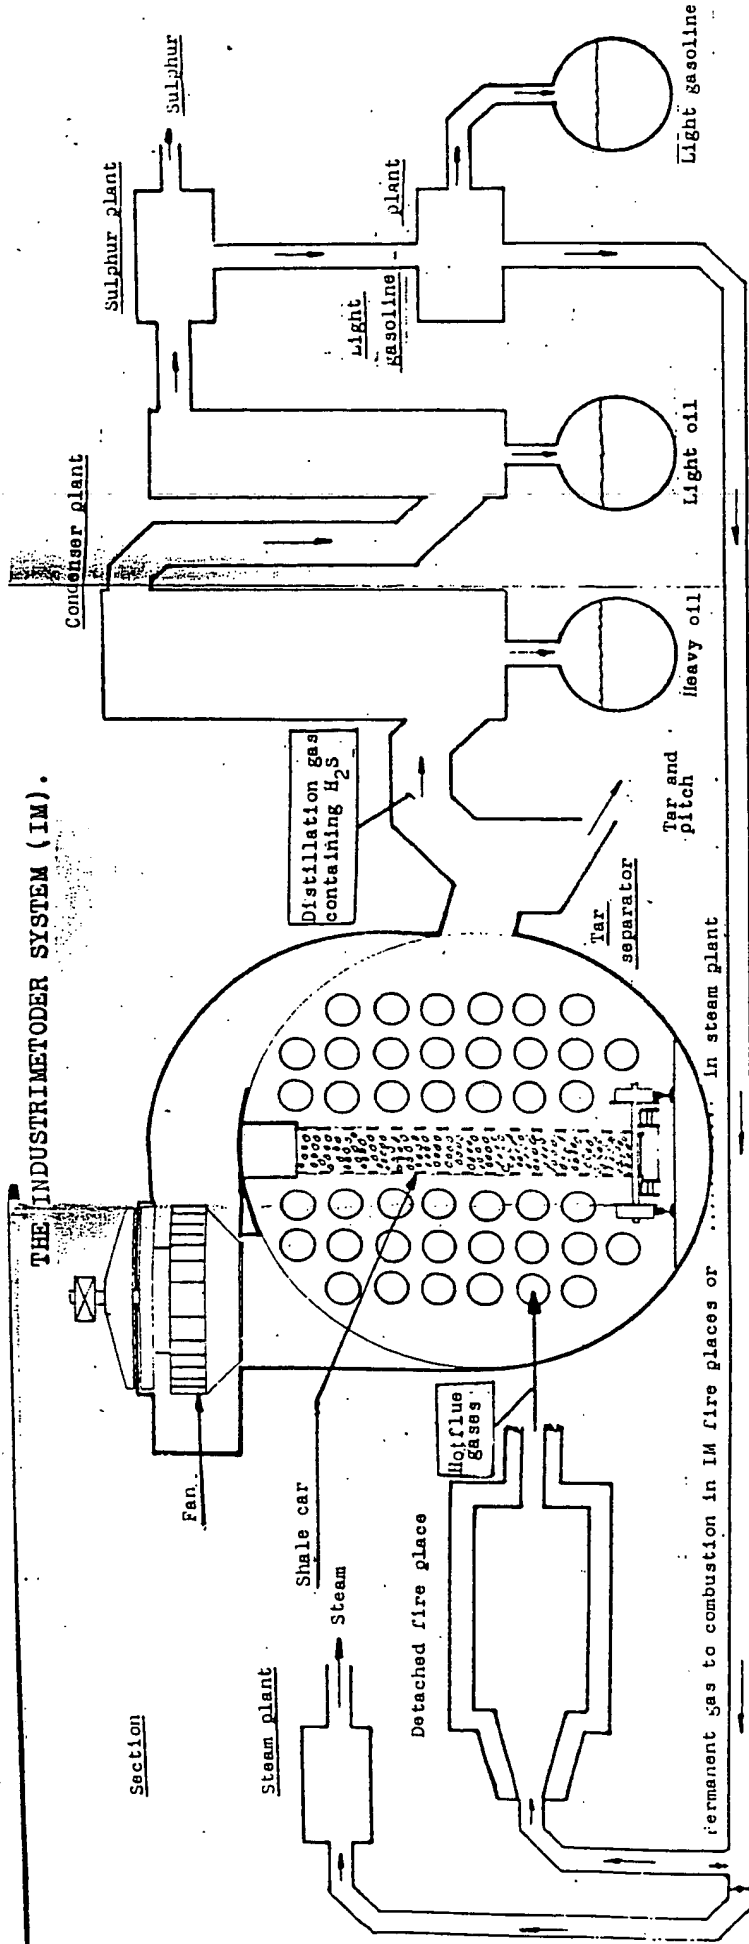 THE INDUSTRIMETODER SYSTEM (IM).
Section
Steam plant
Steam
Detached fire place
Fan
Shale car
Hot flue
gases
Distillation gas
containing H₂S
Condenser plant
Sulphur plant
Sulphur
Light
gasoline
plant
Tar
separator
Tar and
pitch
Heavy oil
Light oil
Light gasoline
Permanent gas to combustion in IM fire places or ...... in steam plant